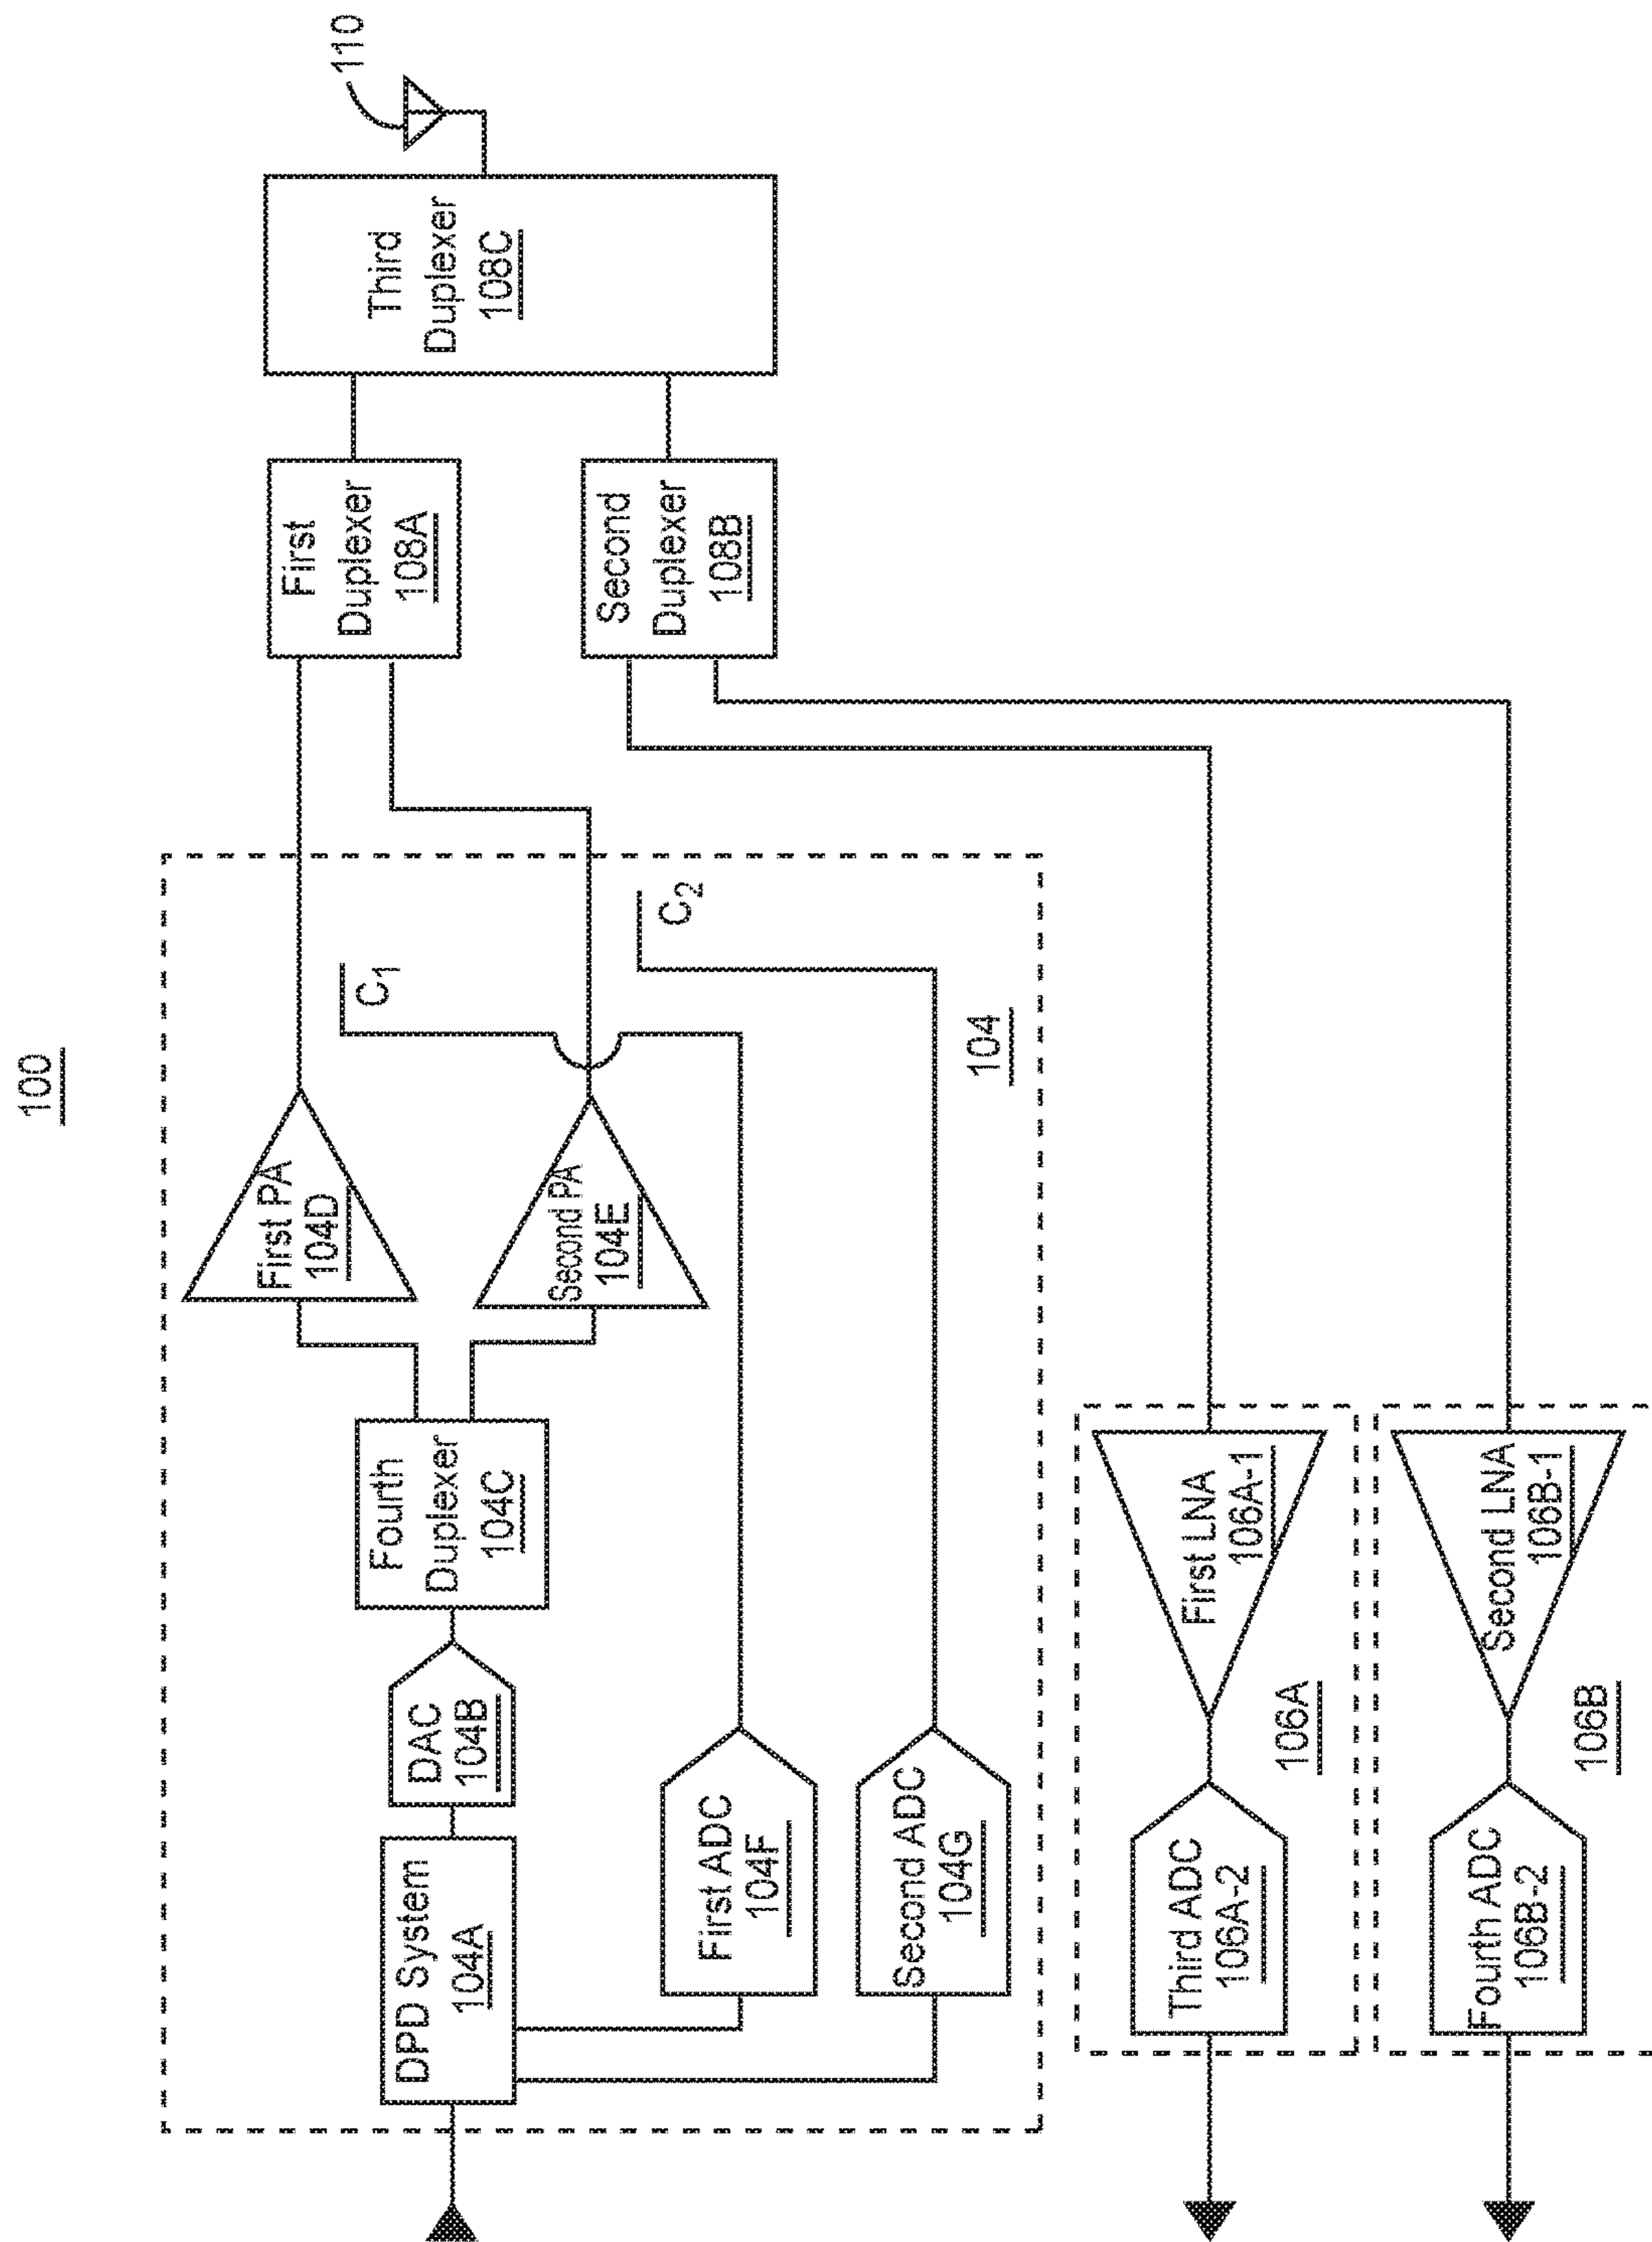 100
DPD System
104A
DAC
104B
Fourth
Duplexer
104C
First PA
104D
Second PA
104E
C1
C2
First ADC
104F
Second ADC
104G
104
First
Duplexer
108A
Second
Duplexer
108B
Third
Duplexer
108C
110
Third ADC
106A-2
First LNA
106A-1
106A
Fourth ADC
106B-2
Second LNA
106B-1
106B